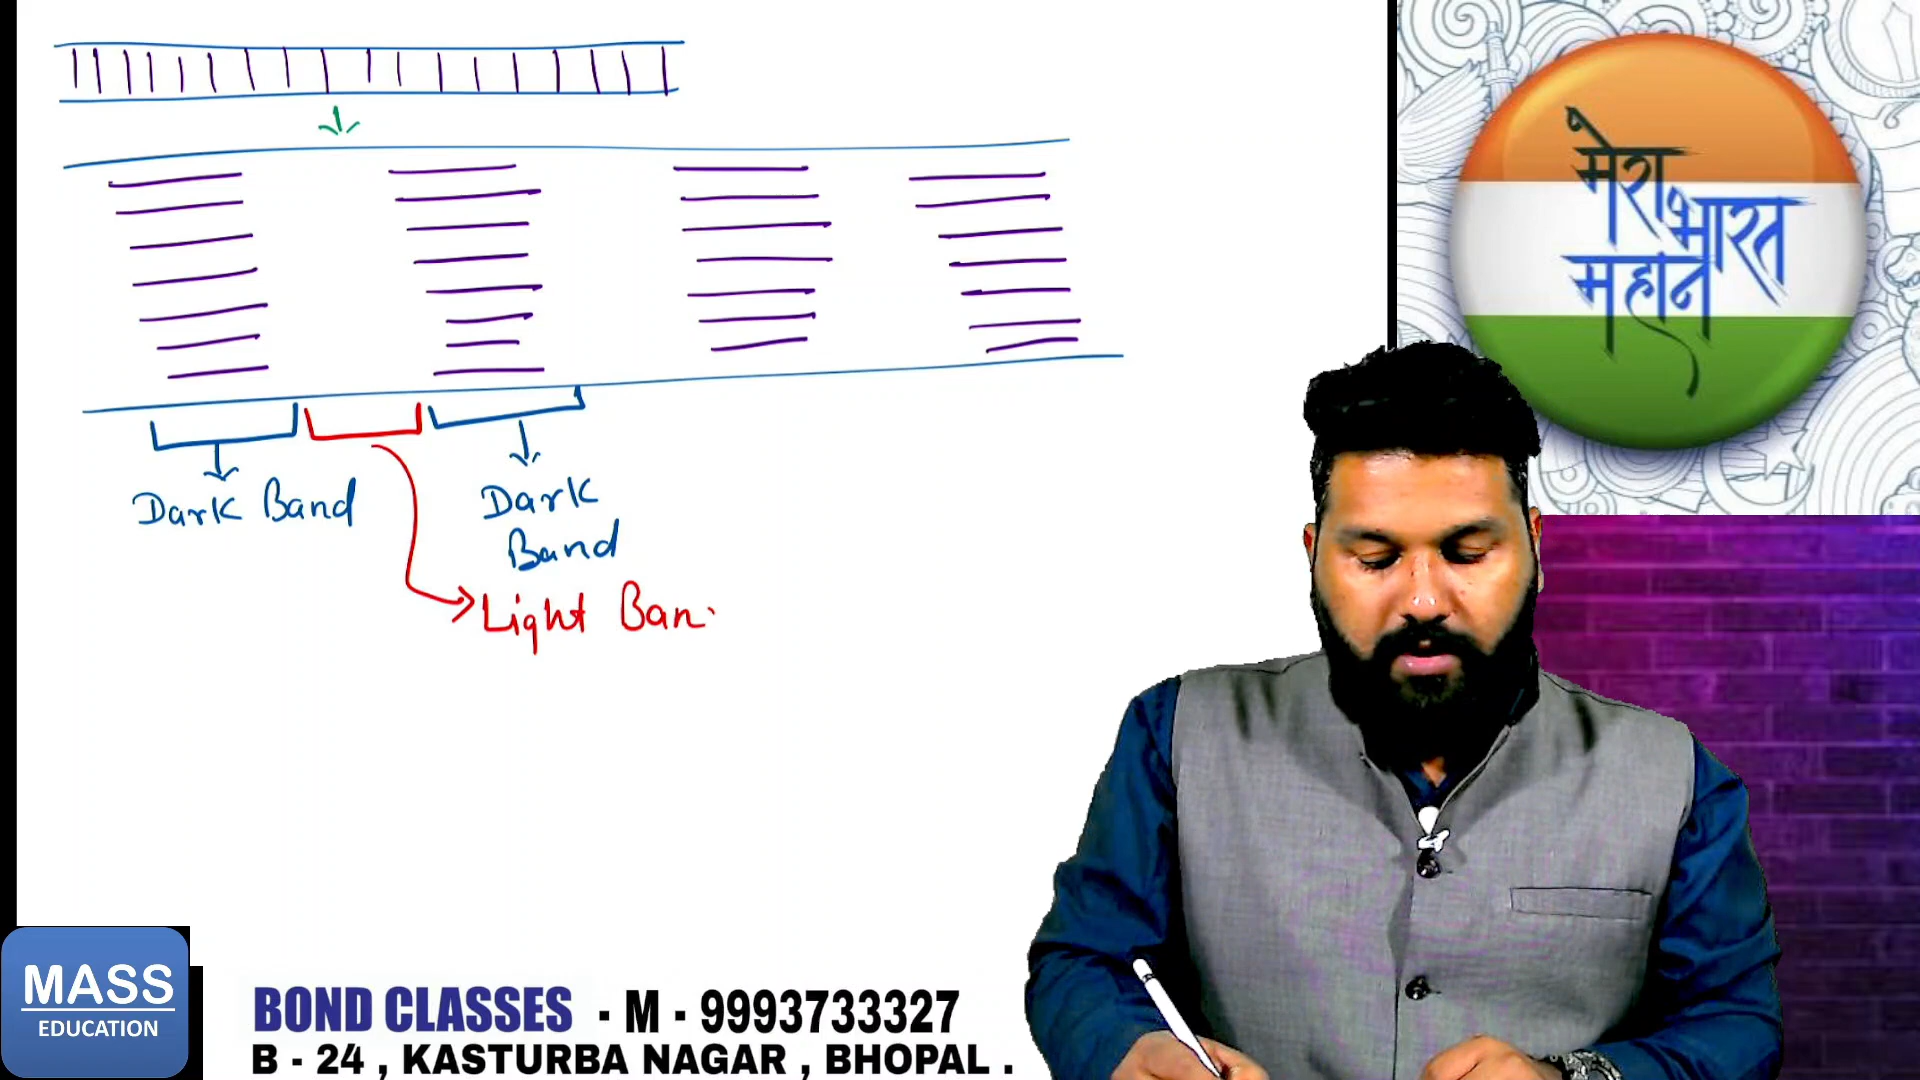 Dark Band
Dark
Band
Light Ban
मेरा
भारत
महान
MASS
EDUCATION
BOND CLASSES - M - 9993733327
B - 24 , KASTURBA NAGAR , BHOPAL .